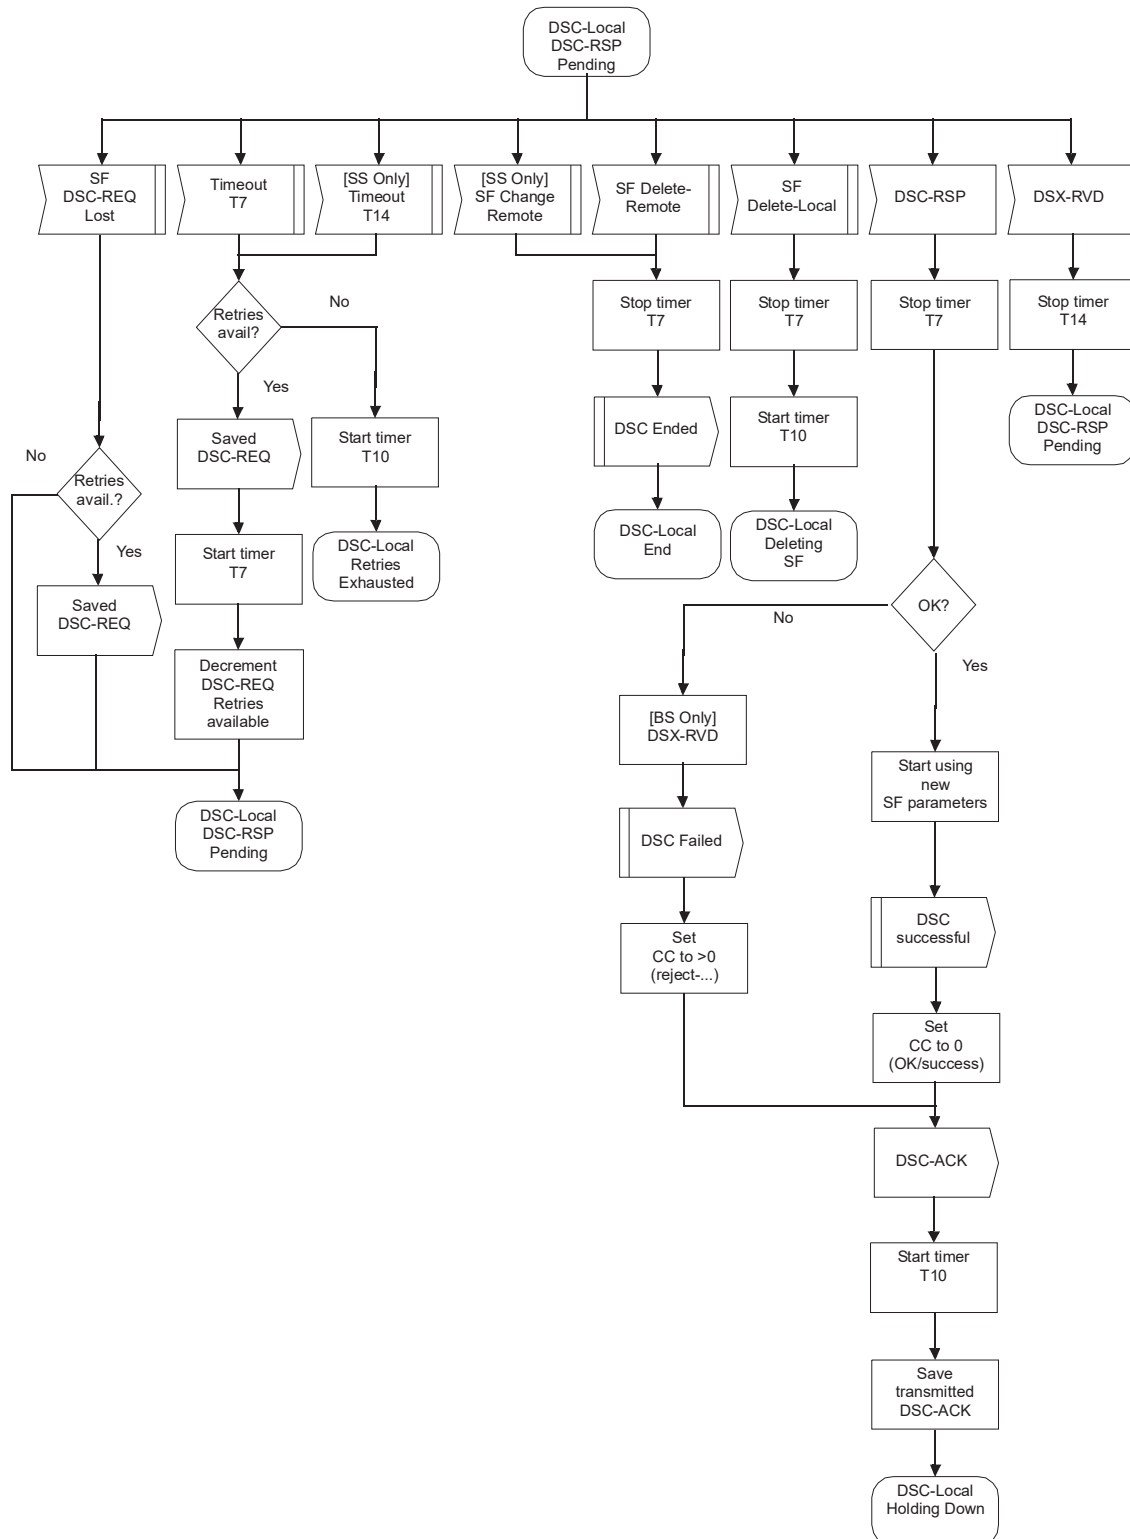 DSC-Local
DSC-RSP
Pending
SF
DSC-REQ
Lost
Timeout
T7
[SS Only]
Timeout
T14
[SS Only]
SF Change
Remote
SF Delete-
Remote
SF
Delete-Local
DSC-RSP
DSX-RVD
Retries
avail?
No
Yes
Stop timer
T7
Stop timer
T7
Stop timer
T7
Stop timer
T14
Saved
DSC-REQ
Start timer
T10
DSC Ended
Start timer
T10
DSC-Local
DSC-RSP
Pending
No
Retries
avail.?
Yes
Start timer
T7
DSC-Local
Retries
Exhausted
DSC-Local
End
DSC-Local
Deleting
SF
Saved
DSC-REQ
OK?
No
Yes
Decrement
DSC-REQ
Retries
available
[BS Only]
DSX-RVD
Start using
new
SF parameters
DSC-Local
DSC-RSP
Pending
DSC Failed
DSC
successful
Set
CC to >0
(reject-...)
Set
CC to 0
(OK/success)
DSC-ACK
Start timer
T10
Save
transmitted
DSC-ACK
DSC-Local
Holding Down